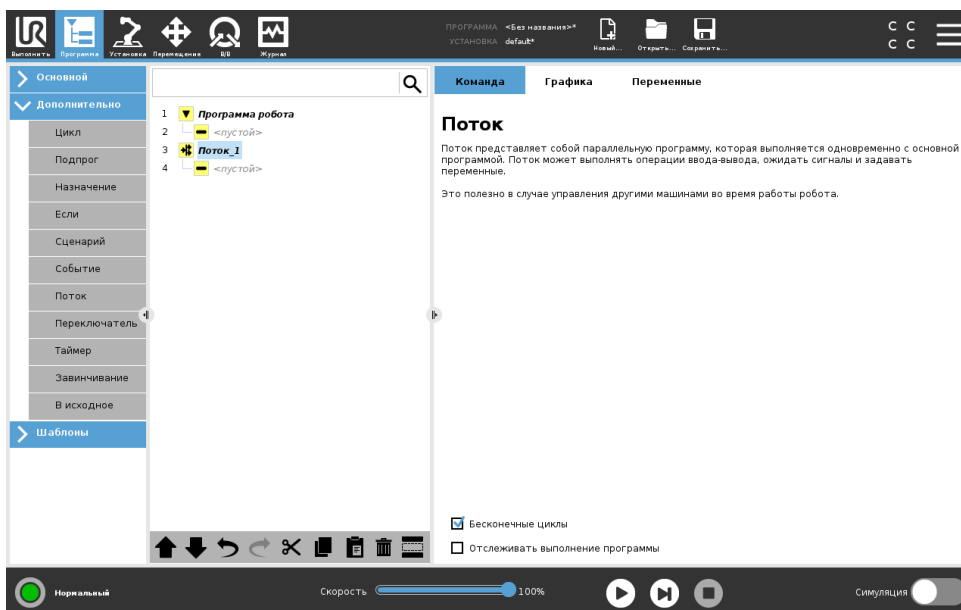 UR
Выполнить
Программа
Установка
Перемещение
В/В
Журнал
ПРОГРАММА <Без названия>*
УСТАНОВКА default*
Новый...
Открыть...
Сохранить...
C C
C C
Основной
Дополнительно
Цикл
Подпрог
Назначение
Если
Сценарий
Событие
Поток
Переключатель
Таймер
Завинчивание
В исходное
Шаблоны
1 Программа робота
2 <пустой>
3 Поток_1
4 <пустой>
Команда
Графика
Переменные
Поток
Поток представляет собой параллельную программу, которая выполняется одновременно с основной
программой. Поток может выполнять операции ввода-вывода, ожидать сигналы и задавать
переменные.
Это полезно в случае управления другими машинами во время работы робота.
Бесконечные циклы
Отслеживать выполнение программы
Нормальный
Скорость
100%
Симуляция